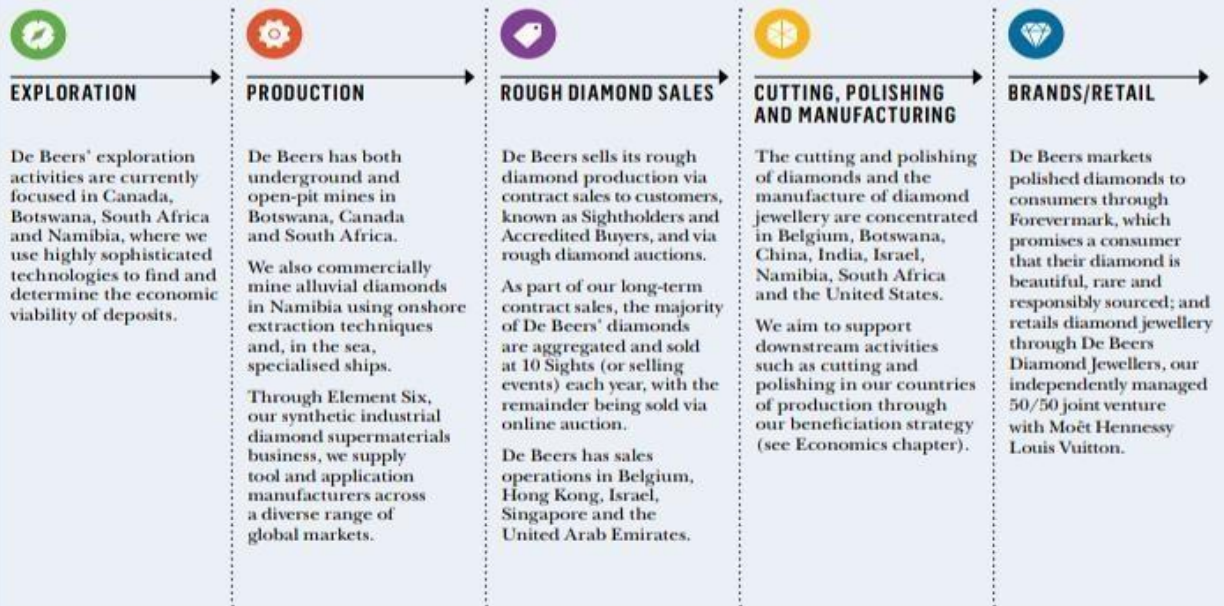 EXPLORATION
De Beers' exploration
activities are currently
focused in Canada,
Botswana, South Africa
and Namibia, where we
use highly sophisticated
technologies to find and
determine the economic
viability of deposits.
PRODUCTION
De Beers has both
underground and
open-pit mines in
Botswana, Canada
and South Africa.
We also commercially
mine alluvial diamonds
in Namibia using onshore
extraction techniques
and, in the sea,
specialised ships.
Through Element Six,
our synthetic industrial
diamond supermaterials
business, we supply
tool and application
manufacturers across
a diverse range of
global markets.
ROUGH DIAMOND SALES
De Beers sells its rough
diamond production via
contract sales to customers,
known as Sightholders and
Accredited Buyers, and via
rough diamond auctions.
As part of our long-term
contract sales, the majority
of De Beers' diamonds
are aggregated and sold
at 10 Sights (or selling
events) each year, with the
remainder being sold via
online auction.
De Beers has sales
operations in Belgium,
Hong Kong, Israel,
Singapore and the
United Arab Emirates.
CUTTING, POLISHING
AND MANUFACTURING
The cutting and polishing
of diamonds and the
manufacture of diamond
jewellery are concentrated
in Belgium, Botswana,
China, India, Israel,
Namibia, South Africa
and the United States.
We aim to support
downstream activities
such as cutting and
polishing in our countries
of production through
our beneficiation strategy
(see Economics chapter).
BRANDS/RETAIL
De Beers markets
polished diamonds to
consumers through
Forevermark, which
promises a consumer
that their diamond is
beautiful, rare and
responsibly sourced; and
retails diamond jewellery
through De Beers
Diamond Jewellers, our
independently managed
50/50 joint venture
with Moët Hennessy
Louis Vuitton.